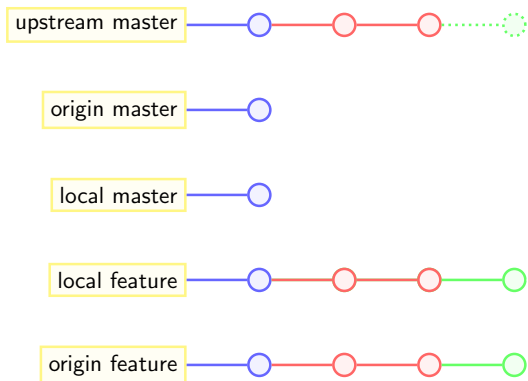 upstream master
origin master
local master
local feature
origin feature